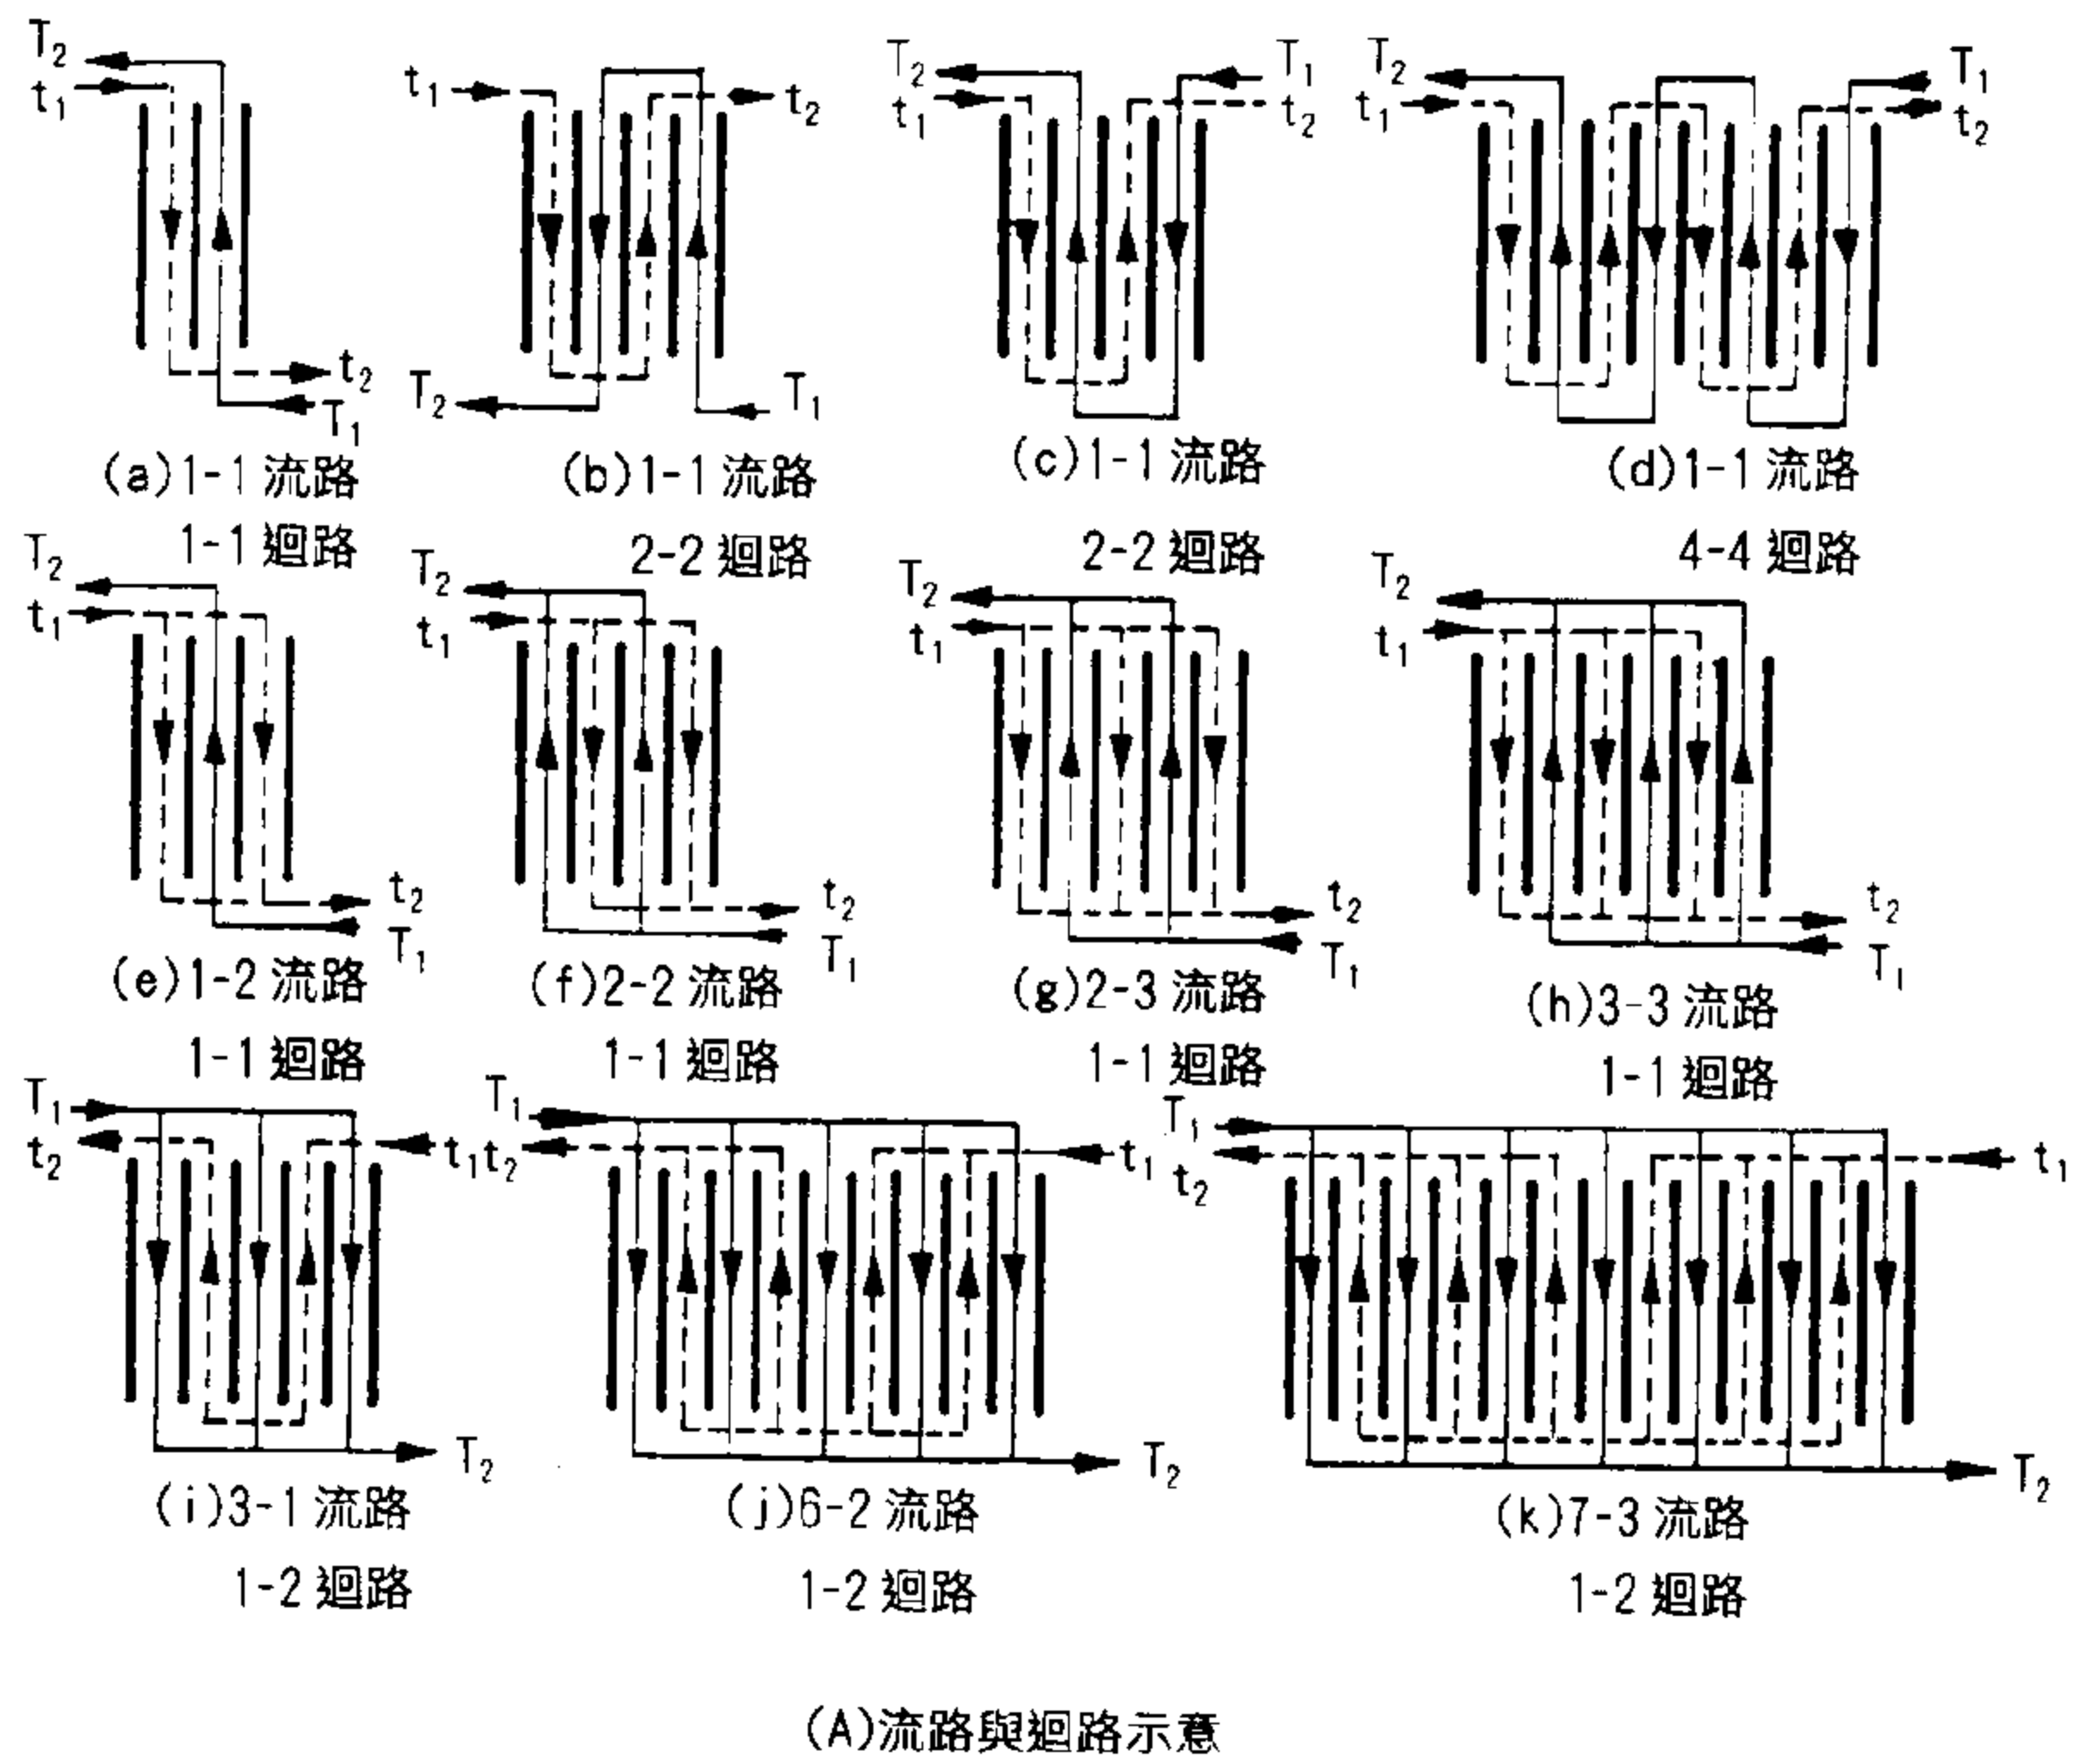 T₂
t₁
t₂
T₁
(a)1-1 流路
1-1 迴路
t₁
t₂
T₂
T₁
(b)1-1 流路
2-2 迴路
T₂
T₁
t₁
t₂
(c)1-1 流路
2-2 迴路
T₂
T₁
t₁
t₂
(d)1-1 流路
4-4 迴路
T₂
t₁
t₂
T₁
(e)1-2 流路
1-1 迴路
T₂
t₁
t₂
T₁
(f)2-2 流路
1-1 迴路
T₂
t₁
t₂
T₁
(g)2-3 流路
1-1 迴路
T₂
t₁
t₂
T₁
(h)3-3 流路
1-1 迴路
T₁
t₂
t₁
T₂
(i)3-1 流路
1-2 迴路
T₁
t₂
t₁
T₂
(j)6-2 流路
1-2 迴路
T₁
t₂
t₁
T₂
(k)7-3 流路
1-2 迴路
(A)流路與迴路示意